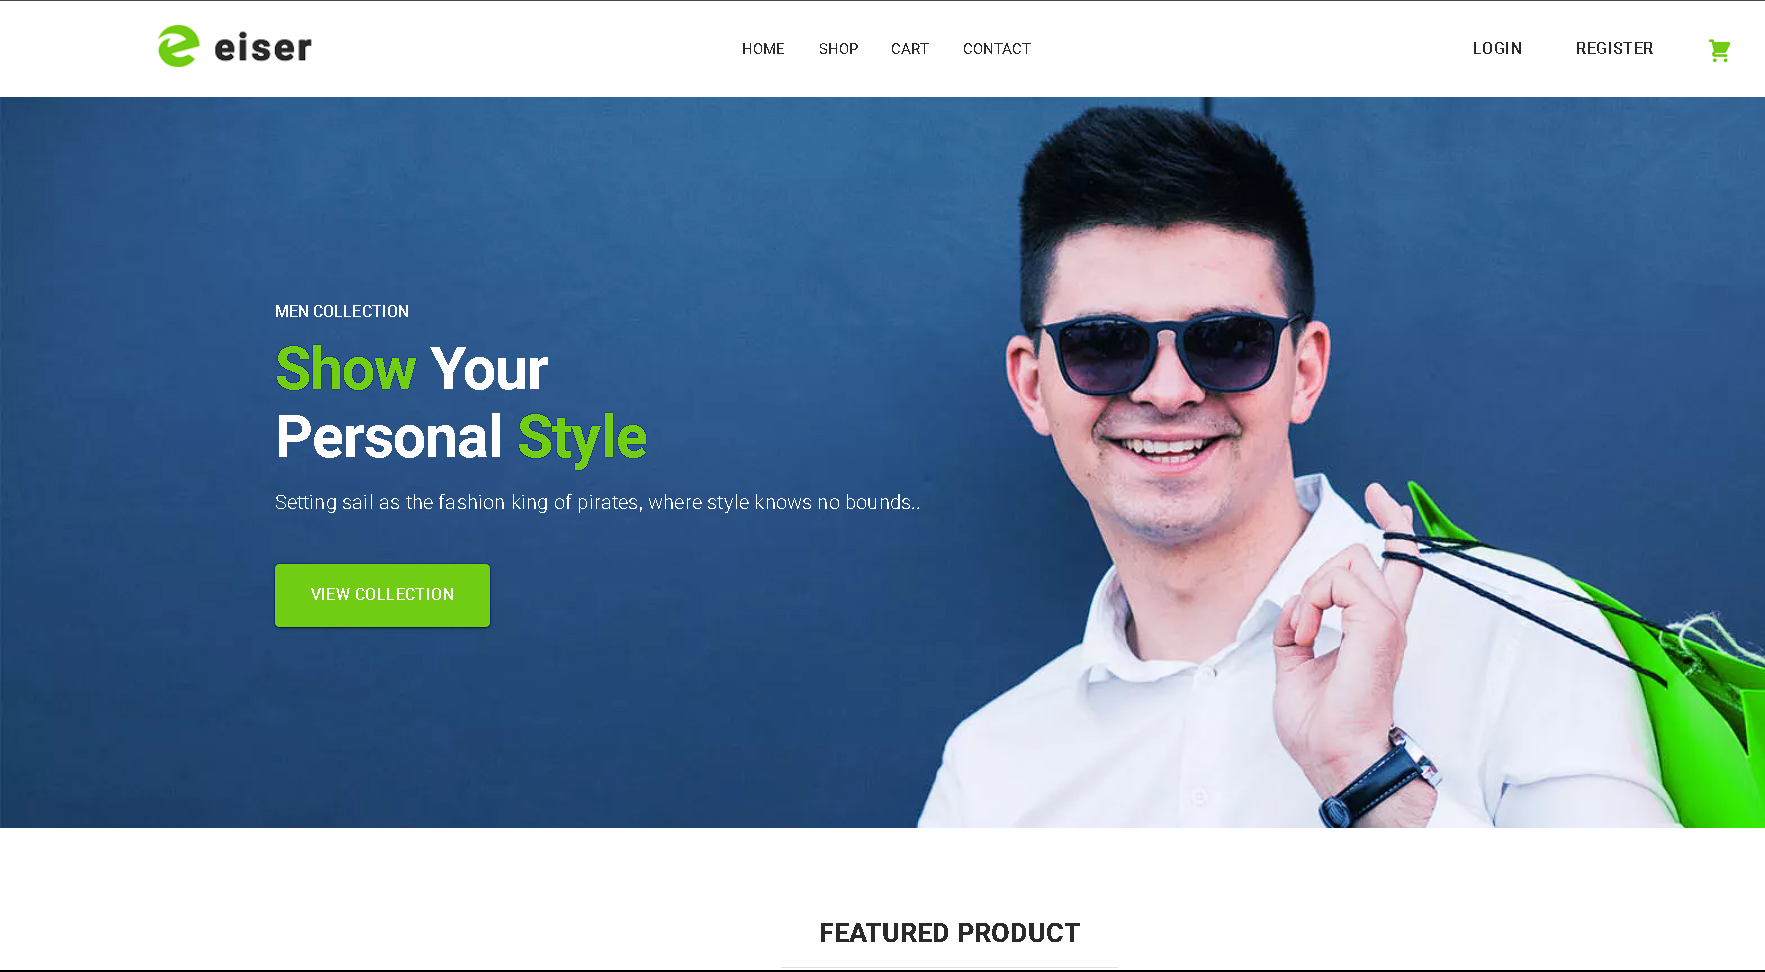 eiser
HOME SHOP CART CONTACT
LOGIN REGISTER
MEN COLLECTION
Show Your
Personal Style
Setting sail as the fashion king of pirates, where style knows no bounds..
VIEW COLLECTION
FEATURED PRODUCT